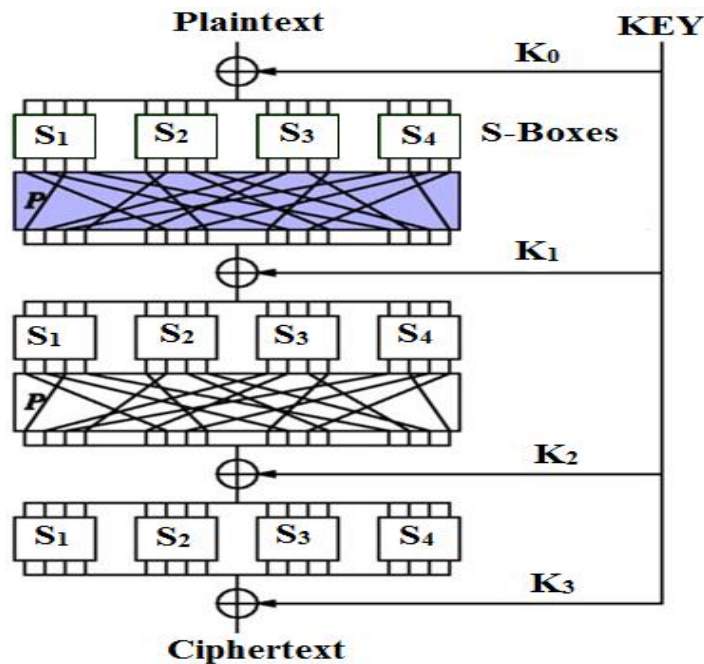 Plaintext KEY
K₀
S₁ S₂ S₃ S₄ S-Boxes
P
K₁
S₁ S₂ S₃ S₄
P
K₂
S₁ S₂ S₃ S₄
K₃
Ciphertext